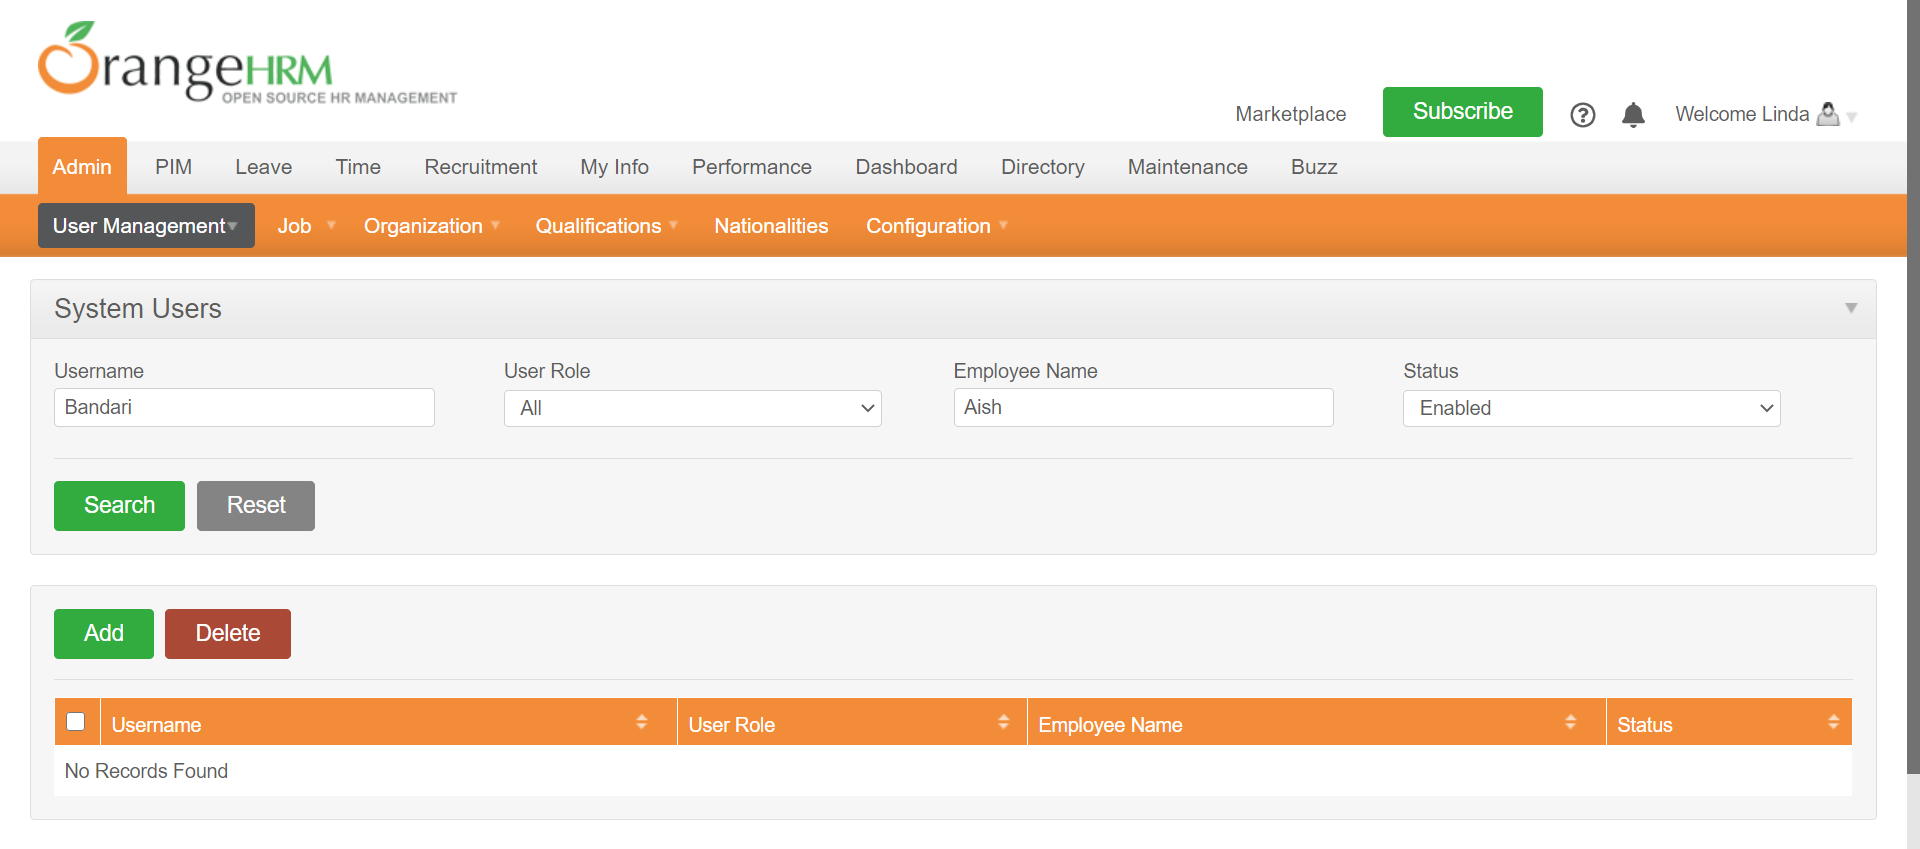 OrangeHRM
OPEN SOURCE HR MANAGEMENT
Marketplace Subscribe ? Welcome Linda
Admin PIM Leave Time Recruitment My Info Performance Dashboard Directory Maintenance Buzz
User Management Job Organization Qualifications Nationalities Configuration
System Users
Username User Role Employee Name Status
Bandari All Aish Enabled
Search Reset
Add Delete
Username User Role Employee Name Status
No Records Found